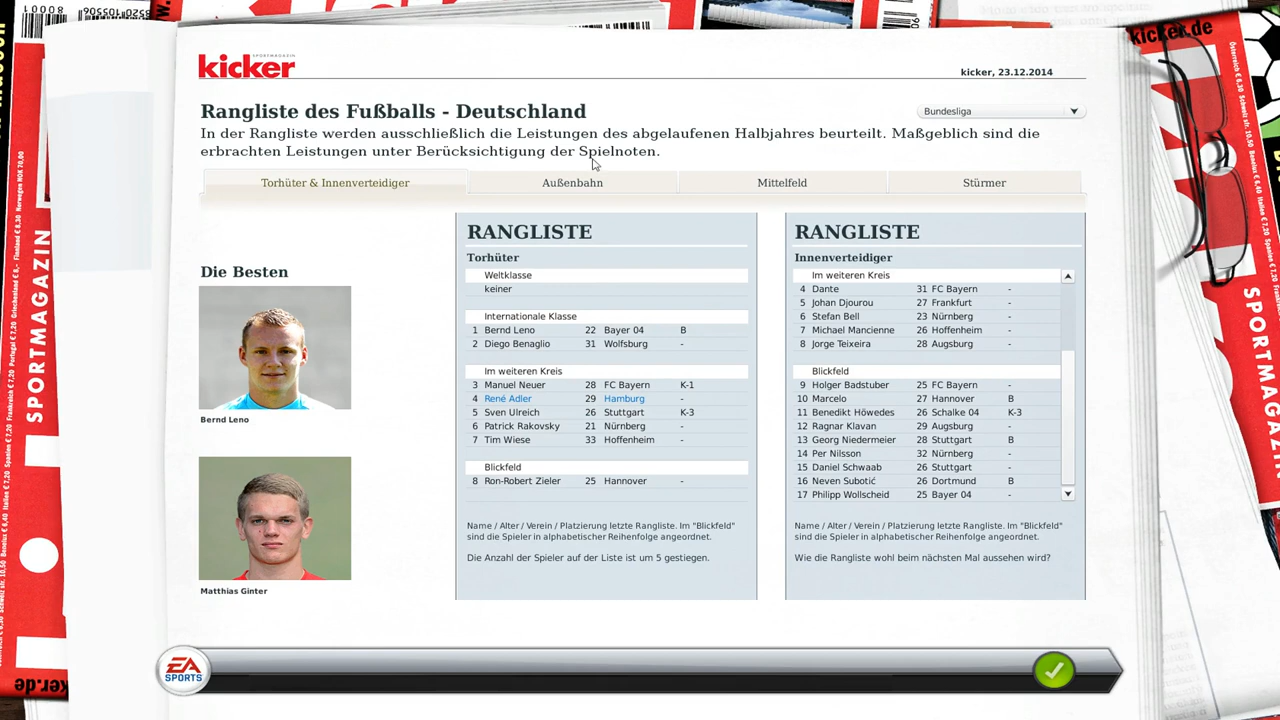 80001
kicker.de
SPORTMAGAZIN
kicker
SPORTMAGAZIN
kicker, 23.12.2014
Rangliste des Fußballs - Deutschland
Bundesliga
In der Rangliste werden ausschließlich die Leistungen des abgelaufenen Halbjahres beurteilt. Maßgeblich sind die
erbrachten Leistungen unter Berücksichtigung der Spielnoten.
Torhüter & Innenverteidiger
Außenbahn
Mittelfeld
Stürmer
Die Besten
Bernd Leno
Matthias Ginter
RANGLISTE
Torhüter
Weltklasse
keiner
Internationale Klasse
1 Bernd Leno 22 Bayer 04 B
2 Diego Benaglio 31 Wolfsburg -
Im weiteren Kreis
3 Manuel Neuer 28 FC Bayern K-1
4 René Adler 29 Hamburg -
5 Sven Ulreich 26 Stuttgart K-3
6 Patrick Rakovsky 21 Nürnberg -
7 Tim Wiese 33 Hoffenheim -
Blickfeld
8 Ron-Robert Zieler 25 Hannover -
Name / Alter / Verein / Platzierung letzte Rangliste. Im "Blickfeld"
sind die Spieler in alphabetischer Reihenfolge angeordnet.
Die Anzahl der Spieler auf der Liste ist um 5 gestiegen.
RANGLISTE
Innenverteidiger
Im weiteren Kreis
4 Dante 31 FC Bayern -
5 Johan Djourou 27 Frankfurt -
6 Stefan Bell 23 Nürnberg -
7 Michael Mancienne 26 Hoffenheim -
8 Jorge Teixeira 28 Augsburg -
Blickfeld
9 Holger Badstuber 25 FC Bayern -
10 Marcelo 27 Hannover B
11 Benedikt Höwedes 26 Schalke 04 K-3
12 Ragnar Klavan 29 Augsburg -
13 Georg Niedermeier 28 Stuttgart B
14 Per Nilsson 32 Nürnberg -
15 Daniel Schwaab 26 Stuttgart -
16 Neven Subotić 26 Dortmund B
17 Philipp Wollscheid 25 Bayer 04 -
Name / Alter / Verein / Platzierung letzte Rangliste. Im "Blickfeld"
sind die Spieler in alphabetischer Reihenfolge angeordnet.
Wie die Rangliste wohl beim nächsten Mal aussehen wird?
SPORTMAGAZIN
EA
SPORTS